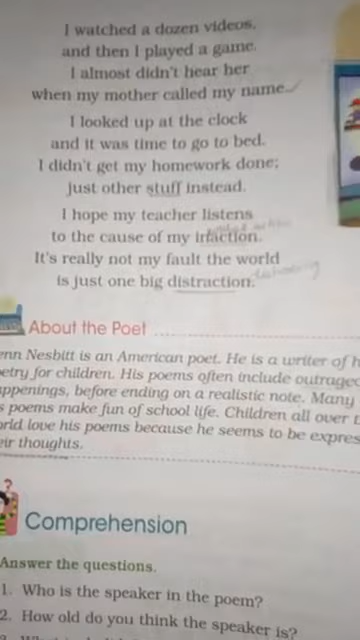 I watched a dozen videos,
and then I played a game.
I almost didn't hear her
when my mother called my name.
I looked up at the clock
and it was time to go to bed.
I didn't get my homework done;
just other stuff instead.
I hope my teacher listens
to the cause of my
It's really not my fault the world
is just one big distraction.
About the Poet
enn Nesbitt is an American poet. He is a writer of h
etry for children. His poems often include outrageo
appenings, before ending on a realistic note. Many
s poems make fun of school life. Children all over t
orld love his poems because he seems to be expres
eir thoughts.
Comprehension
Answer the questions.
1. Who is the speaker in the poem?
2. How old do you think the speaker is?